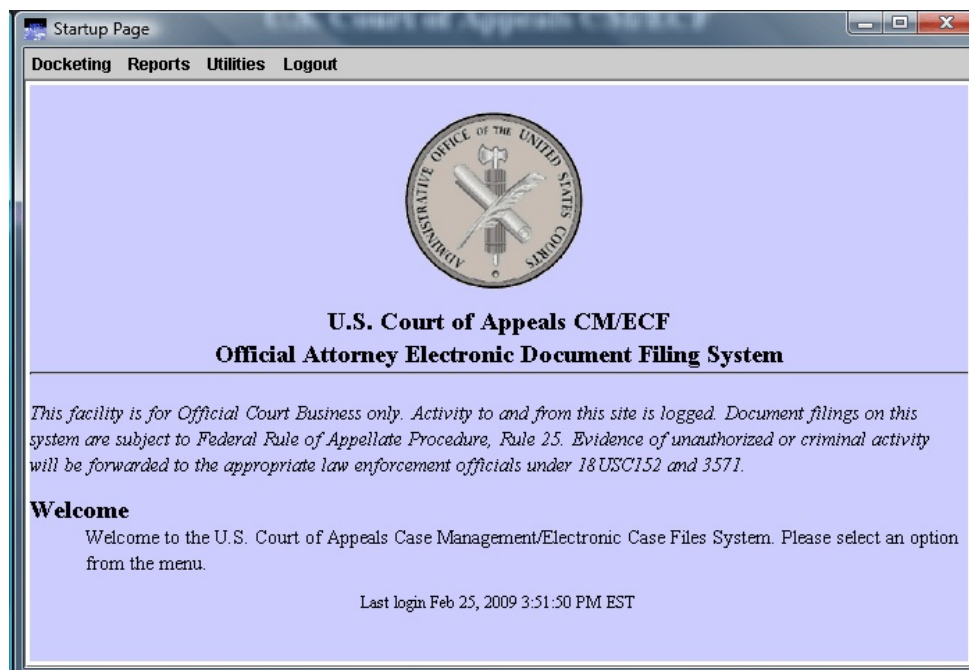 U.S. Court of Appeals CM/ECF
Startup Page
Docketing Reports Utilities Logout
ADMINISTRATIVE OFFICE OF THE UNITED STATES COURTS
U.S. Court of Appeals CM/ECF
Official Attorney Electronic Document Filing System
This facility is for Official Court Business only. Activity to and from this site is logged. Document filings on this
system are subject to Federal Rule of Appellate Procedure, Rule 25. Evidence of unauthorized or criminal activity
will be forwarded to the appropriate law enforcement officials under 18USC152 and 3571.
Welcome
Welcome to the U.S. Court of Appeals Case Management/Electronic Case Files System. Please select an option
from the menu.
Last login Feb 25, 2009 3:51:50 PM EST